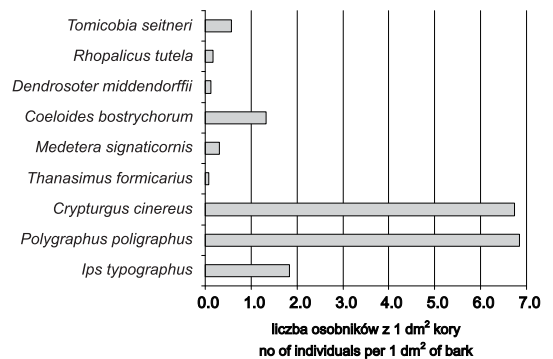 Tomicobia seitneri
Rhopalicus tutela
Dendrosoter middendorffii
Coeloides bostrychorum
Medetera signaticornis
Thanasimus formicarius
Crypturgus cinereus
Polygraphus poligraphus
Ips typographus
0.0 1.0 2.0 3.0 4.0 5.0 6.0 7.0
liczba osobników z 1 dm² kory
no of individuals per 1 dm² of bark